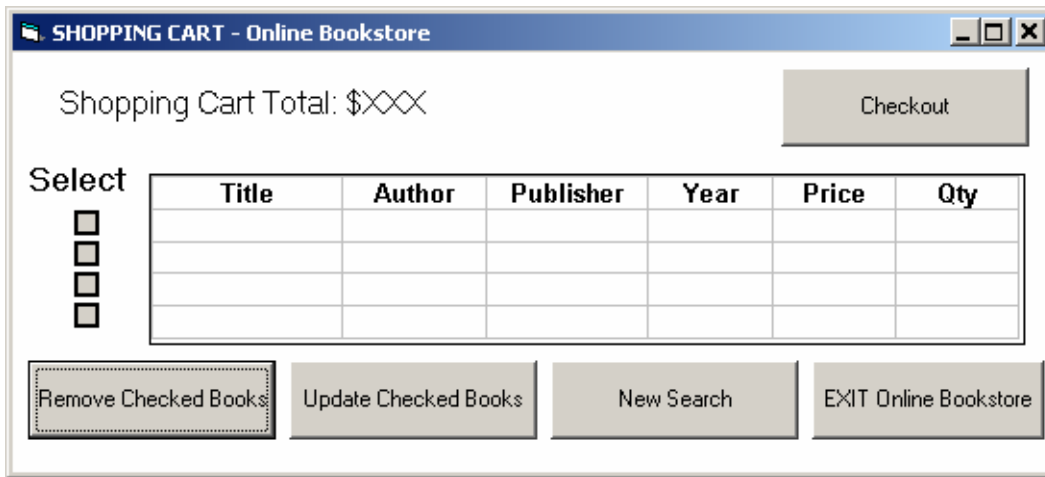 SHOPPING CART - Online Bookstore
Shopping Cart Total: $XXX
Checkout
Select
Title Author Publisher Year Price Qty
Remove Checked Books Update Checked Books New Search EXIT Online Bookstore